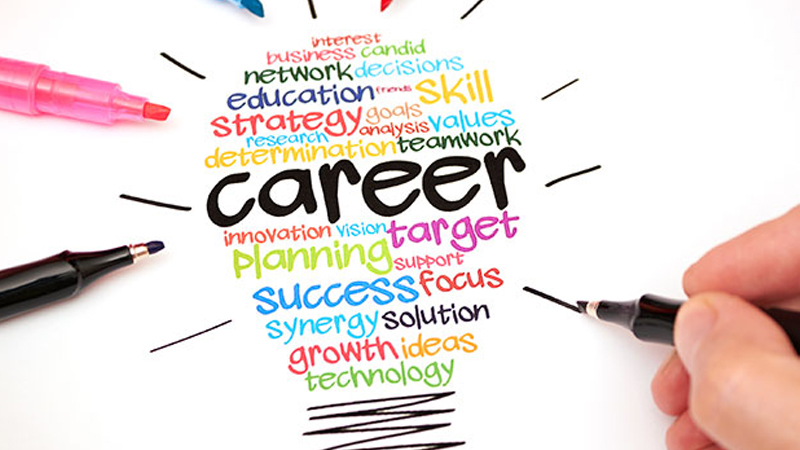 interest
business candid
network decisions
education friends skill
strategy goals
research analysis values
determination teamwork
career
innovation vision target
planning support
success focus
synergy solution
growth ideas
technology